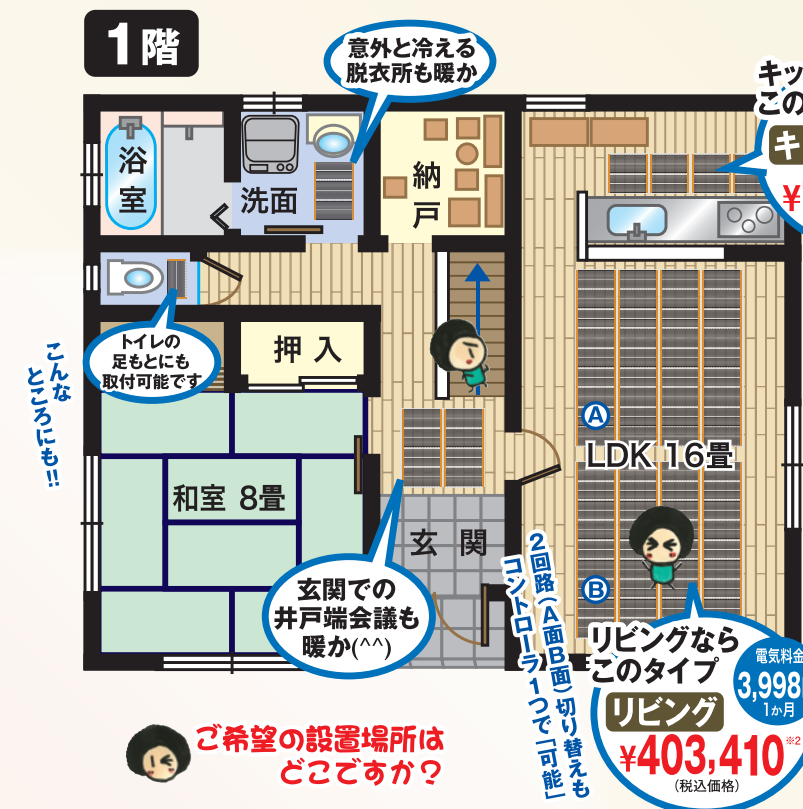 1階
意外と冷える
脱衣所も暖か
キッ
この
キ
¥
浴
室
洗面
納
戸
トイレの
足もとにも
取付可能です
こんな
ところにも!!
押入
A
LDK 16畳
和室 8畳
玄関
B
玄関での
井戸端会議も
暖か(^^)
2回路(A面B面)切り替えも
コントローラ1つで「可能」
リビングなら
このタイプ
リビング
¥403,410※2
(税込価格)
電気料金
3,998
1か月
ご希望の設置場所は
どこですか?